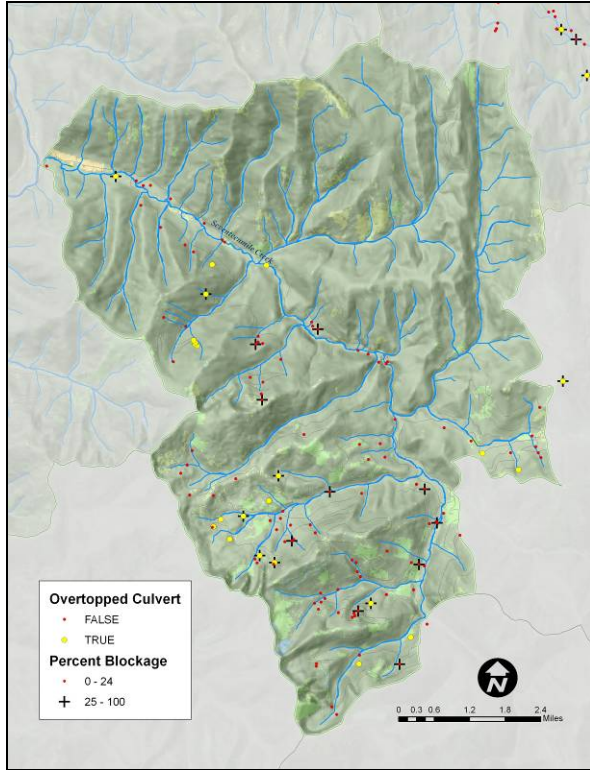 Seventeenmile Creek
Overtopped Culvert
FALSE
TRUE
Percent Blockage
0 - 24
25 - 100
N
0 0.3 0.6 1.2 1.8 2.4
Miles